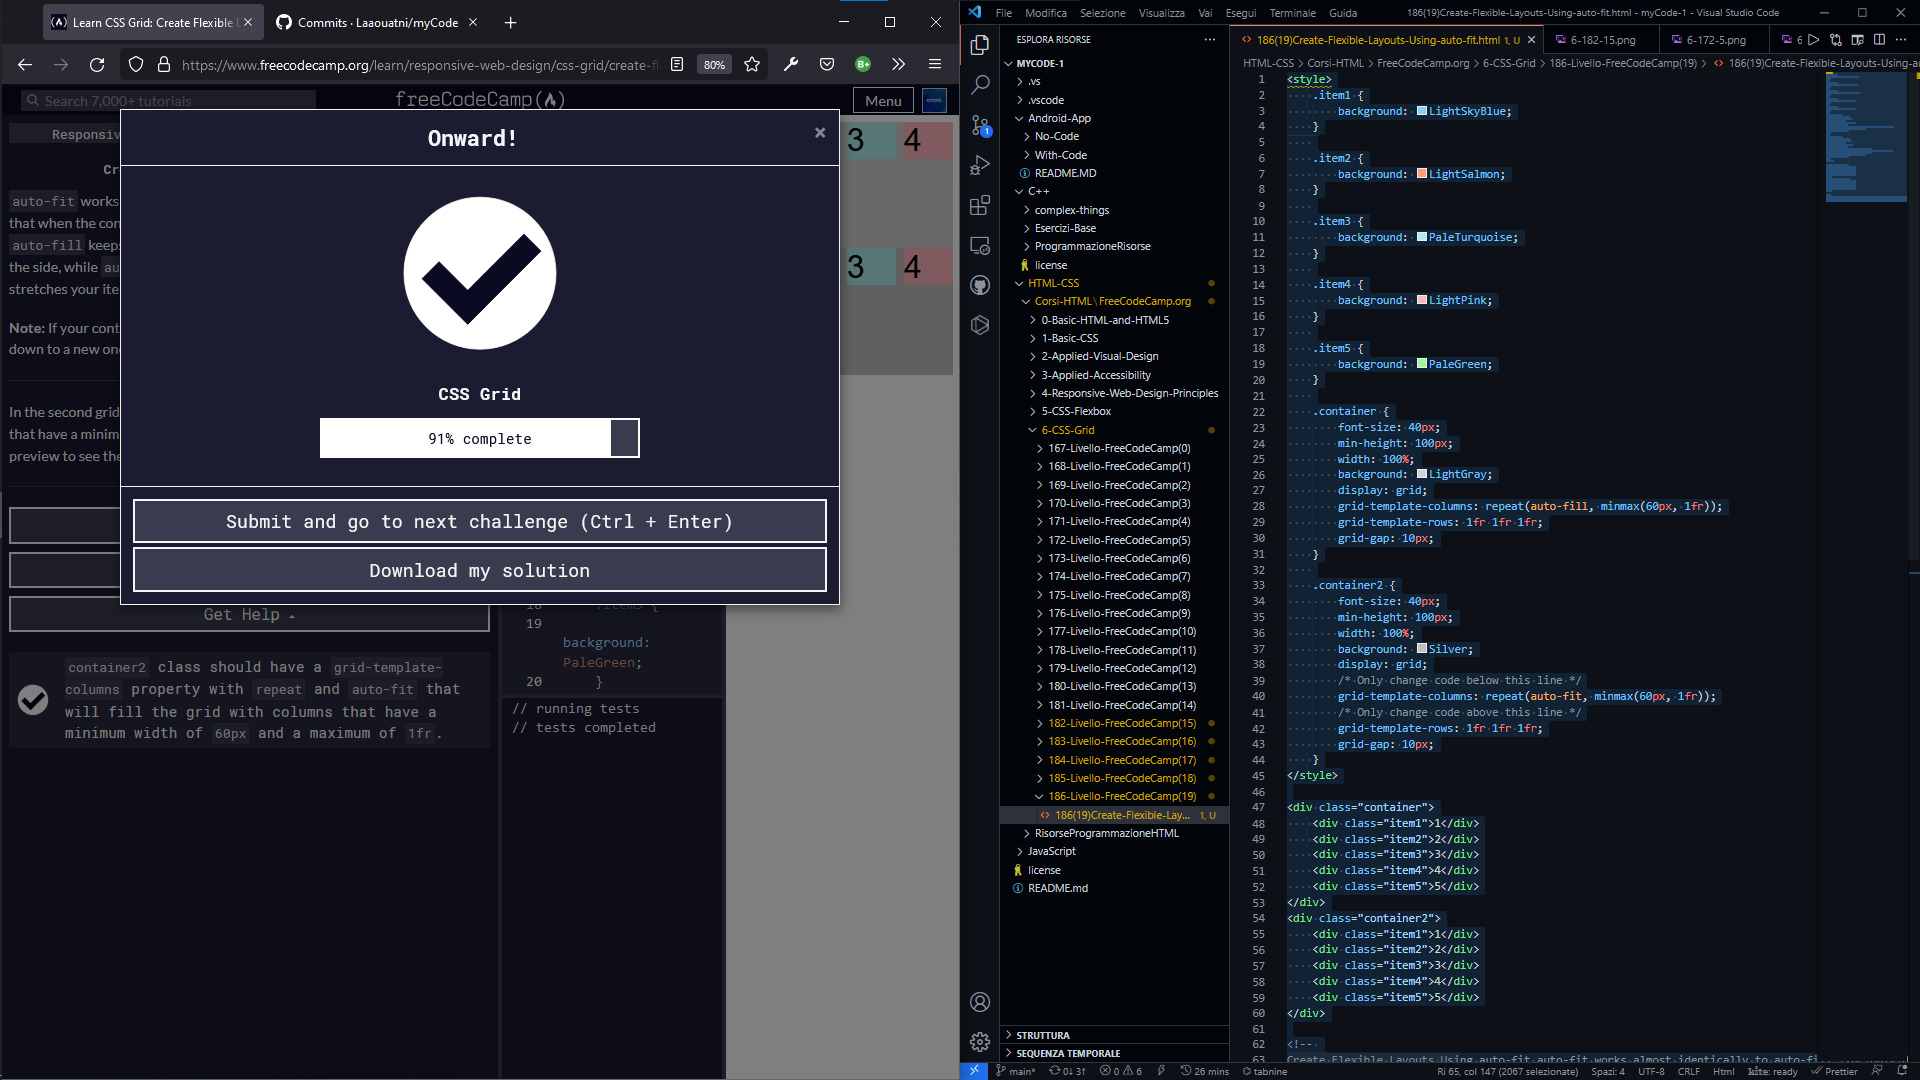 Learn CSS Grid: Create Flexible L
Commits · Laaouatni/myCode
https://www.freecodecamp.org/learn/responsive-web-design/css-grid/create-fl
80%
Search 7,000+ tutorials
freeCodeCamp
Menu
Responsiv
Onward!
3 4
Cr
auto-fit works
that when the con
auto-fill keeps
the side, while au
stretches your ite
3 4
Note: If your cont
down to a new one
CSS Grid
In the second grid
that have a minim
preview to see the
91% complete
Submit and go to next challenge (Ctrl + Enter)
Download my solution
Get Help
container2 class should have a grid-template-
columns property with repeat and auto-fit that
will fill the grid with columns that have a
minimum width of 60px and a maximum of 1fr.
18 .item5 {
19
background:
PaleGreen;
20 }
// running tests
// tests completed
File Modifica Selezione Visualizza Vai Esegui Terminale Guida
186(19)Create-Flexible-Layouts-Using-auto-fit.html - myCode-1 - Visual Studio Code
ESPLORA RISORSE
MYCODE-1
.vs
.vscode
Android-App
No-Code
With-Code
README.MD
C++
complex-things
Esercizi-Base
ProgrammazioneRisorse
license
HTML-CSS
Corsi-HTML \ FreeCodeCamp.org
0-Basic-HTML-and-HTML5
1-Basic-CSS
2-Applied-Visual-Design
3-Applied-Accessibility
4-Responsive-Web-Design-Principles
5-CSS-Flexbox
6-CSS-Grid
167-Livello-FreeCodeCamp(0)
168-Livello-FreeCodeCamp(1)
169-Livello-FreeCodeCamp(2)
170-Livello-FreeCodeCamp(3)
171-Livello-FreeCodeCamp(4)
172-Livello-FreeCodeCamp(5)
173-Livello-FreeCodeCamp(6)
174-Livello-FreeCodeCamp(7)
175-Livello-FreeCodeCamp(8)
176-Livello-FreeCodeCamp(9)
177-Livello-FreeCodeCamp(10)
178-Livello-FreeCodeCamp(11)
179-Livello-FreeCodeCamp(12)
180-Livello-FreeCodeCamp(13)
181-Livello-FreeCodeCamp(14)
182-Livello-FreeCodeCamp(15)
183-Livello-FreeCodeCamp(16)
184-Livello-FreeCodeCamp(17)
185-Livello-FreeCodeCamp(18)
186-Livello-FreeCodeCamp(19)
186(19)Create-Flexible-Lay... 1, U
RisorseProgrammazioneHTML
JavaScript
license
README.md
STRUTTURA
SEQUENZA TEMPORALE
186(19)Create-Flexible-Layouts-Using-auto-fit.html 1, U
6-182-15.png
6-172-5.png
6
HTML-CSS > Corsi-HTML > FreeCodeCamp.org > 6-CSS-Grid > 186-Livello-FreeCodeCamp(19) > 186(19)Create-Flexible-Layouts-Using-a
1 <style>
2 .item1 {
3 background: LightSkyBlue;
4 }
5
6 .item2 {
7 background: LightSalmon;
8 }
9
10 .item3 {
11 background: PaleTurquoise;
12 }
13
14 .item4 {
15 background: LightPink;
16 }
17
18 .item5 {
19 background: PaleGreen;
20 }
21
22 .container {
23 font-size: 40px;
24 min-height: 100px;
25 width: 100%;
26 background: LightGray;
27 display: grid;
28 grid-template-columns: repeat(auto-fill, minmax(60px, 1fr));
29 grid-template-rows: 1fr 1fr 1fr;
30 grid-gap: 10px;
31 }
32
33 .container2 {
34 font-size: 40px;
35 min-height: 100px;
36 width: 100%;
37 background: Silver;
38 display: grid;
39 /* Only change code below this line */
40 grid-template-columns: repeat(auto-fit, minmax(60px, 1fr));
41 /* Only change code above this line */
42 grid-template-rows: 1fr 1fr 1fr;
43 grid-gap: 10px;
44 }
45 </style>
46
47 <div class="container">
48 <div class="item1">1</div>
49 <div class="item2">2</div>
50 <div class="item3">3</div>
51 <div class="item4">4</div>
52 <div class="item5">5</div>
53 </div>
54 <div class="container2">
55 <div class="item1">1</div>
56 <div class="item2">2</div>
57 <div class="item3">3</div>
58 <div class="item4">4</div>
59 <div class="item5">5</div>
60 </div>
61
62 <!--
63 Create Flexible Layouts Using auto-fit auto-fit works almost identically to auto-fi
main* 0↓ 3↑ 0 6 26 mins tabnine Ri 65, col 147 (2067 selezionate) Spazi: 4 UTF-8 CRLF Html kite: ready Prettier